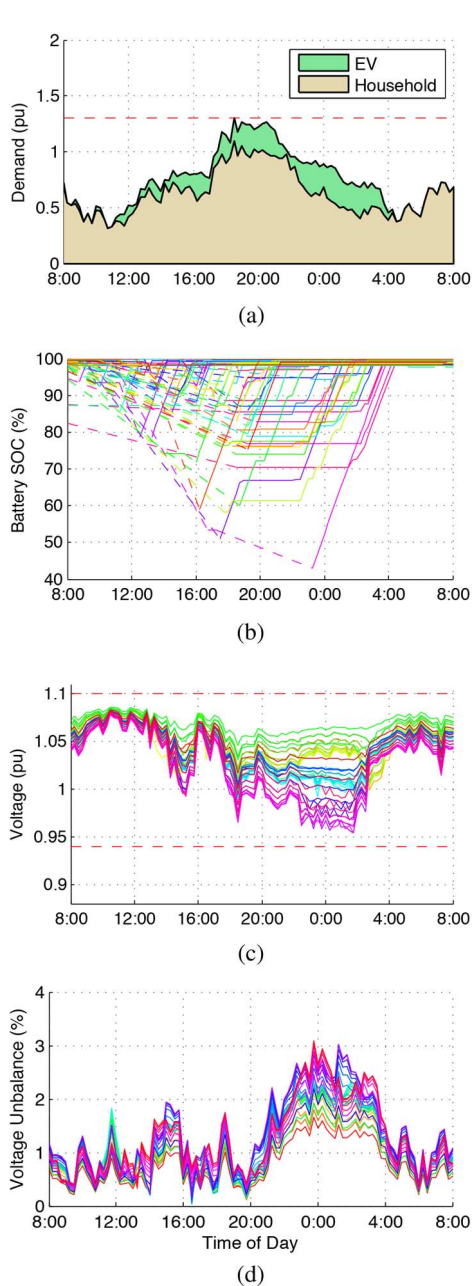 2
1.5
1
0.5
0
Demand (pu)
EV
Household
8:00 12:00 16:00 20:00 0:00 4:00 8:00
(a)
100
90
80
70
60
50
40
Battery SOC (%)
8:00 12:00 16:00 20:00 0:00 4:00 8:00
(b)
1.1
1.05
1
0.95
0.9
Voltage (pu)
8:00 12:00 16:00 20:00 0:00 4:00 8:00
(c)
4
3
2
1
0
Voltage Unbalance (%)
8:00 12:00 16:00 20:00 0:00 4:00 8:00
Time of Day
(d)